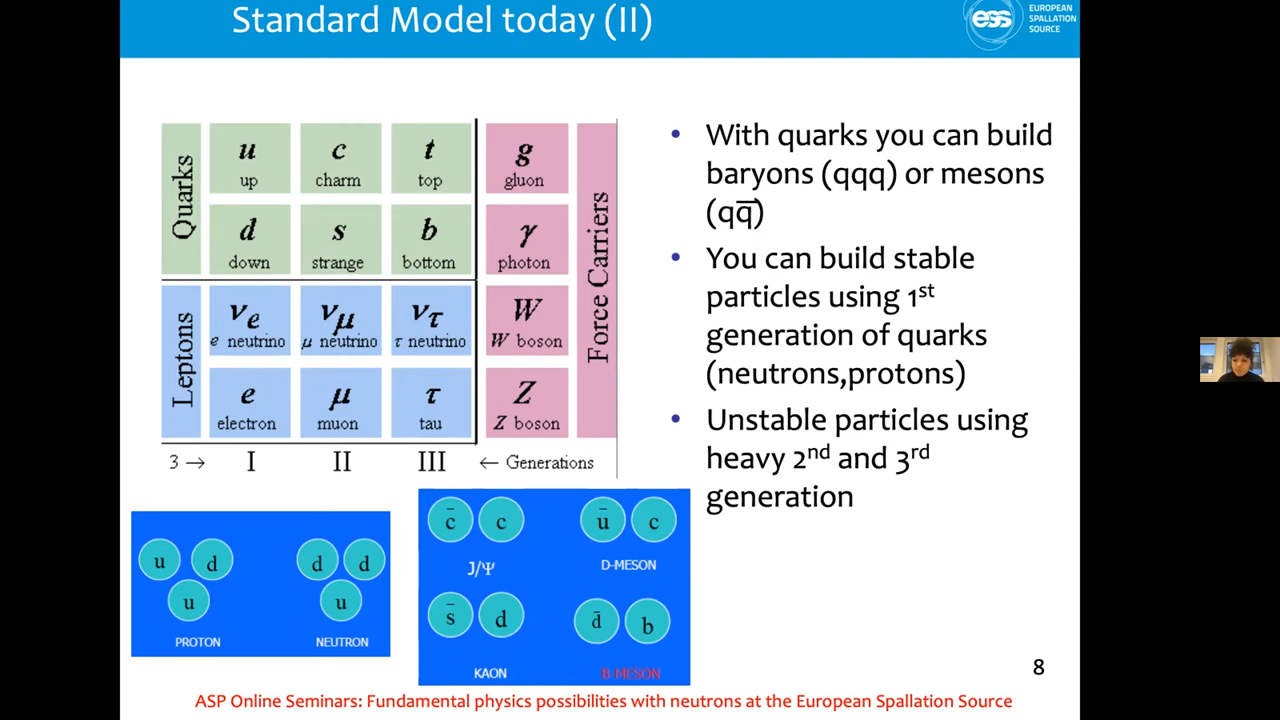 Standard Model today (II)
ess
EUROPEAN
SPALLATION
SOURCE
Quarks
u
up
c
charm
t
top
g
gluon
d
down
s
strange
b
bottom
γ
photon
Force Carriers
Leptons
νe
e neutrino
νμ
μ neutrino
ντ
τ neutrino
W
W boson
e
electron
μ
muon
τ
tau
Z
Z boson
3 → I II III ← Generations
• With quarks you can build
baryons (qqq) or mesons
(qq̅)
• You can build stable
particles using 1st
generation of quarks
(neutrons,protons)
• Unstable particles using
heavy 2nd and 3rd
generation
u d
u
PROTON
d d
u
NEUTRON
c̅ c
J/Ψ
u̅ c
D-MESON
s̅ d
KAON
d̅ b
B-MESON
8
ASP Online Seminars: Fundamental physics possibilities with neutrons at the European Spallation Source